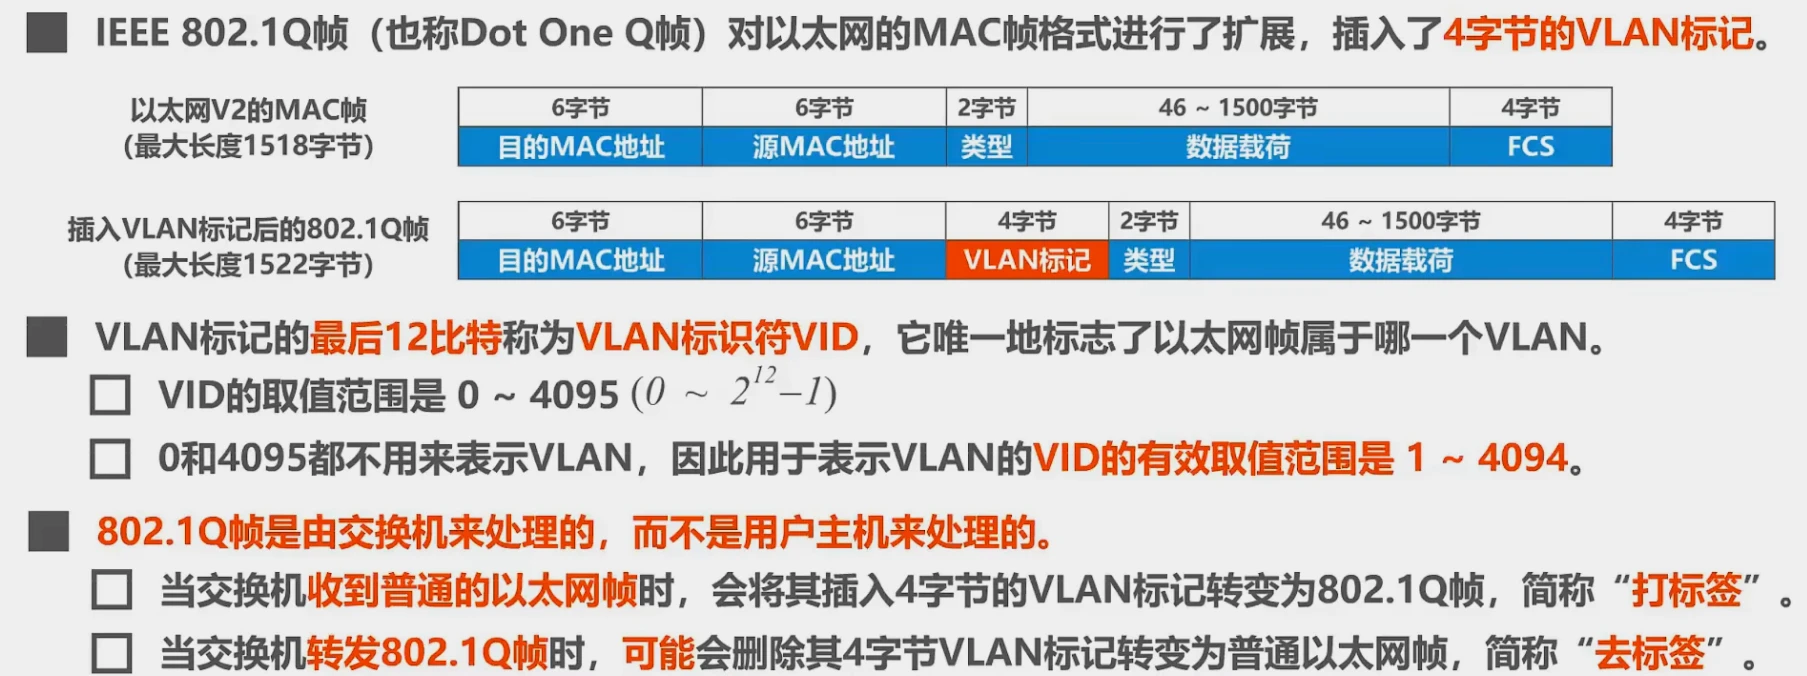 IEEE 802.1Q帧（也称Dot One Q帧）对以太网的MAC帧格式进行了扩展，插入了4字节的VLAN标记。
以太网V2的MAC帧
(最大长度1518字节)
6字节 6字节 2字节 46 ~ 1500字节 4字节
目的MAC地址 源MAC地址 类型 数据载荷 FCS
插入VLAN标记后的802.1Q帧
(最大长度1522字节)
6字节 6字节 4字节 2字节 46 ~ 1500字节 4字节
目的MAC地址 源MAC地址 VLAN标记 类型 数据载荷 FCS
VLAN标记的最后12比特称为VLAN标识符VID，它唯一地标志了以太网帧属于哪一个VLAN。
VID的取值范围是 0 ~ 4095 (0 ~ 2^12–1)
0和4095都不用来表示VLAN，因此用于表示VLAN的VID的有效取值范围是 1 ~ 4094。
802.1Q帧是由交换机来处理的，而不是用户主机来处理的。
当交换机收到普通的以太网帧时，会将其插入4字节的VLAN标记转变为802.1Q帧，简称“打标签”。
当交换机转发802.1Q帧时，可能会删除其4字节VLAN标记转变为普通以太网帧，简称“去标签”。